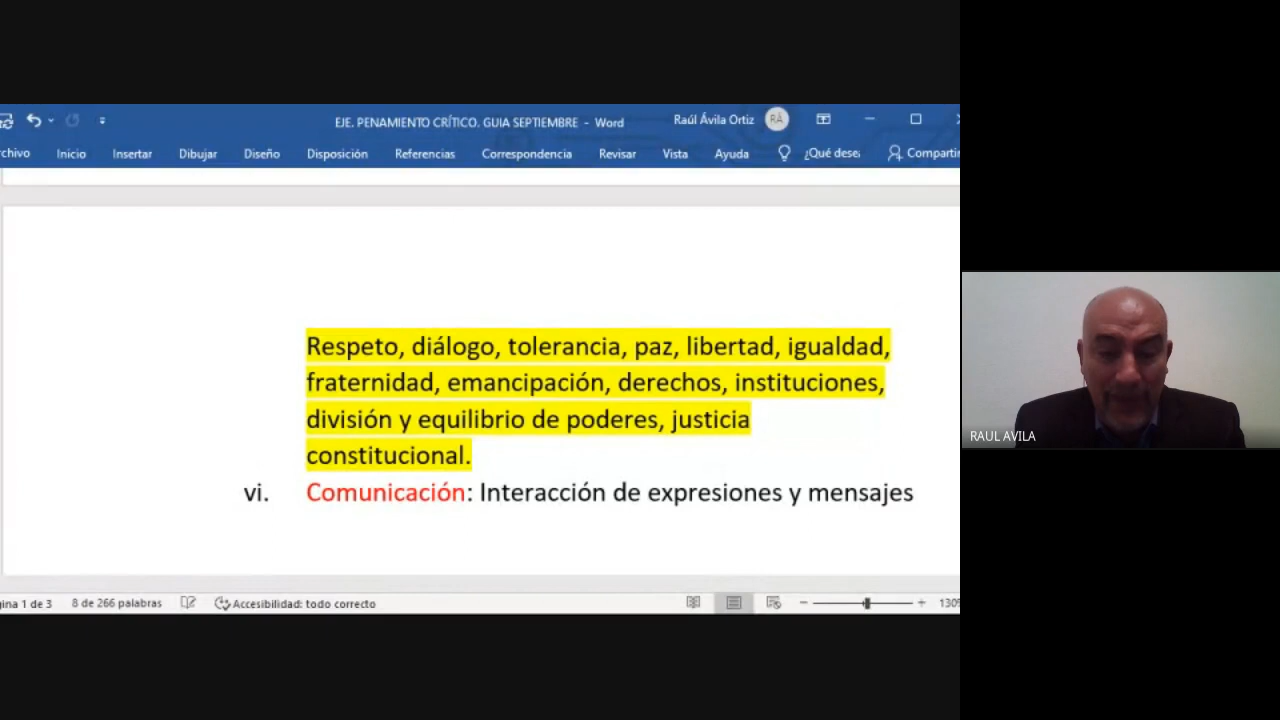 EJE. PENAMIENTO CRÍTICO. GUIA SEPTIEMBRE - Word Raúl Ávila Ortiz RÁ
rchivo Inicio Insertar Dibujar Diseño Disposición Referencias Correspondencia Revisar Vista Ayuda ¿Qué dese Compartir
Respeto, diálogo, tolerancia, paz, libertad, igualdad,
fraternidad, emancipación, derechos, instituciones,
división y equilibrio de poderes, justicia
constitucional.
vi. Comunicación: Interacción de expresiones y mensajes
RAUL AVILA
gina 1 de 3 8 de 266 palabras Accesibilidad: todo correcto 130%